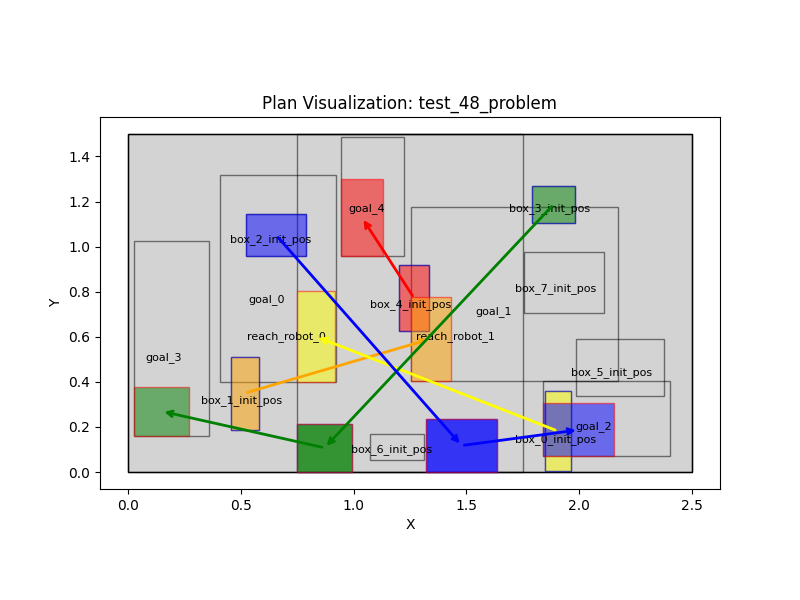 Plan Visualization: test_48_problem
1.4
1.2
1.0
0.8
0.6
0.4
0.2
0.0
Y
goal_4
box_3_init_pos
box_2_init_pos
box_7_init_pos
goal_0
box_4_init_pos
goal_1
reach_robot_0
reach_robot_1
goal_3
box_5_init_pos
box_1_init_pos
goal_2
box_0_init_pos
box_6_init_pos
0.0 0.5 1.0 1.5 2.0 2.5
X